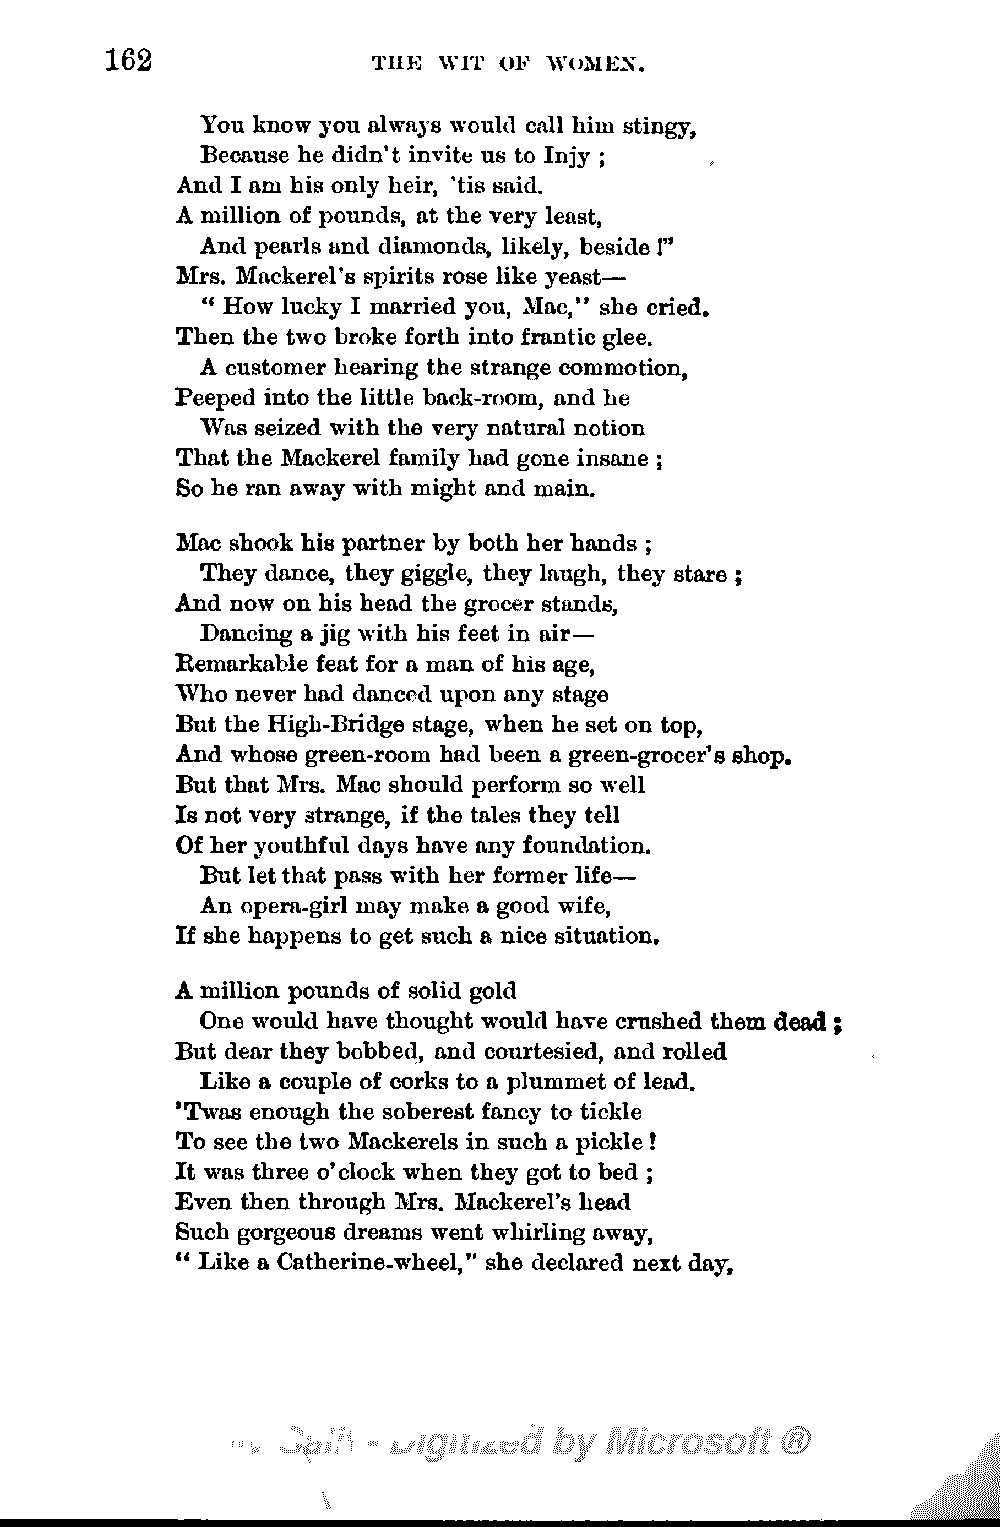 162 THE WIT OF WOMEN.
You know you always would call him stingy,
Because he didn't invite us to Injy ;
And I am his only heir, 'tis said.
A million of pounds, at the very least,
And pearls and diamonds, likely, beside !"
Mrs. Mackerel's spirits rose like yeast—
" How lucky I married you, Mac," she cried.
Then the two broke forth into frantic glee.
A customer hearing the strange commotion,
Peeped into the little back-room, and he
Was seized with the very natural notion
That the Mackerel family had gone insane ;
So he ran away with might and main.
Mac shook his partner by both her hands ;
They dance, they giggle, they laugh, they stare ;
And now on his head the grocer stands,
Dancing a jig with his feet in air—
Remarkable feat for a man of his age,
Who never had danced upon any stage
But the High-Bridge stage, when he set on top,
And whose green-room had been a green-grocer's shop.
But that Mrs. Mac should perform so well
Is not very strange, if the tales they tell
Of her youthful days have any foundation.
But let that pass with her former life—
An opera-girl may make a good wife,
If she happens to get such a nice situation.
A million pounds of solid gold
One would have thought would have crushed them dead ;
But dear they bobbed, and courtesied, and rolled
Like a couple of corks to a plummet of lead.
'Twas enough the soberest fancy to tickle
To see the two Mackerels in such a pickle !
It was three o'clock when they got to bed ;
Even then through Mrs. Mackerel's head
Such gorgeous dreams went whirling away,
" Like a Catherine-wheel," she declared next day,
- Digitized by Microsoft ®